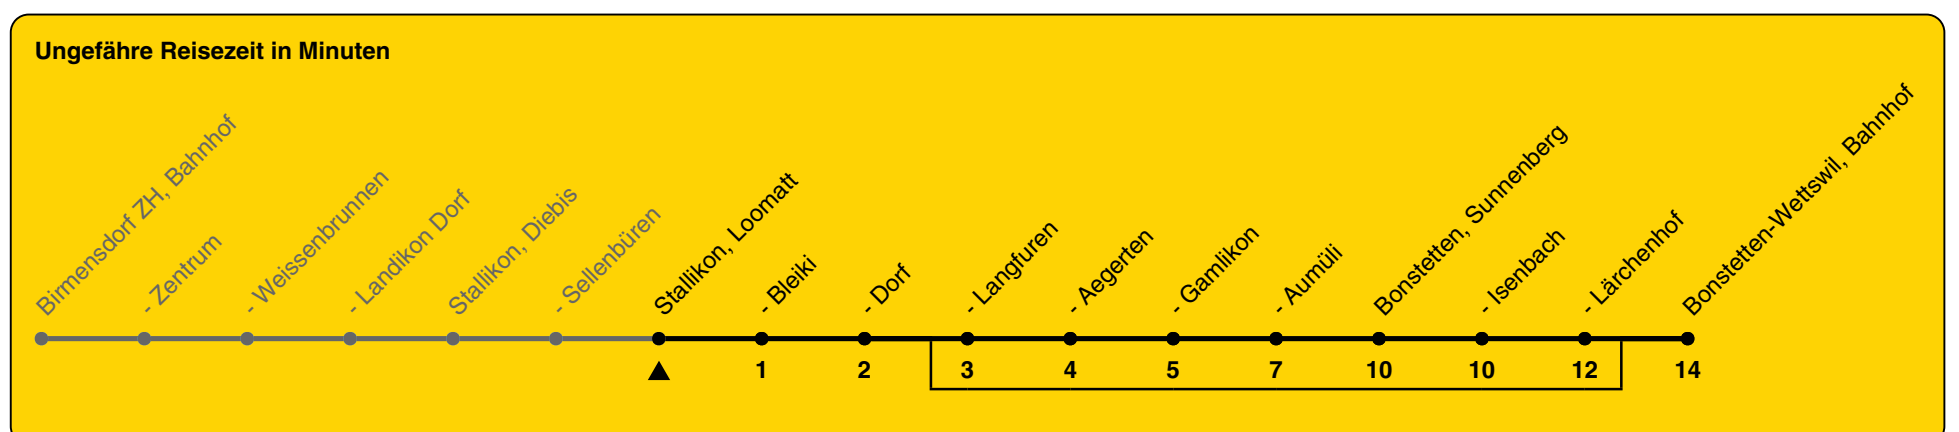 Ungefähre Reisezeit in Minuten
Birmensdorf ZH, Bahnhof
- Zentrum
- Weissenbrunnen
- Landikon Dorf
Stallikon, Diebis
- Sellenbüren
Stallikon, Loomatt
- Bleiki
- Dorf
- Langfuren
- Aegerten
- Gamlikon
- Aumüli
Bonstetten, Sunnenberg
- Isenbach
- Lärchenhof
Bonstetten-Wettswil, Bahnhof
1 2 3 4 5 7 10 10 12 14